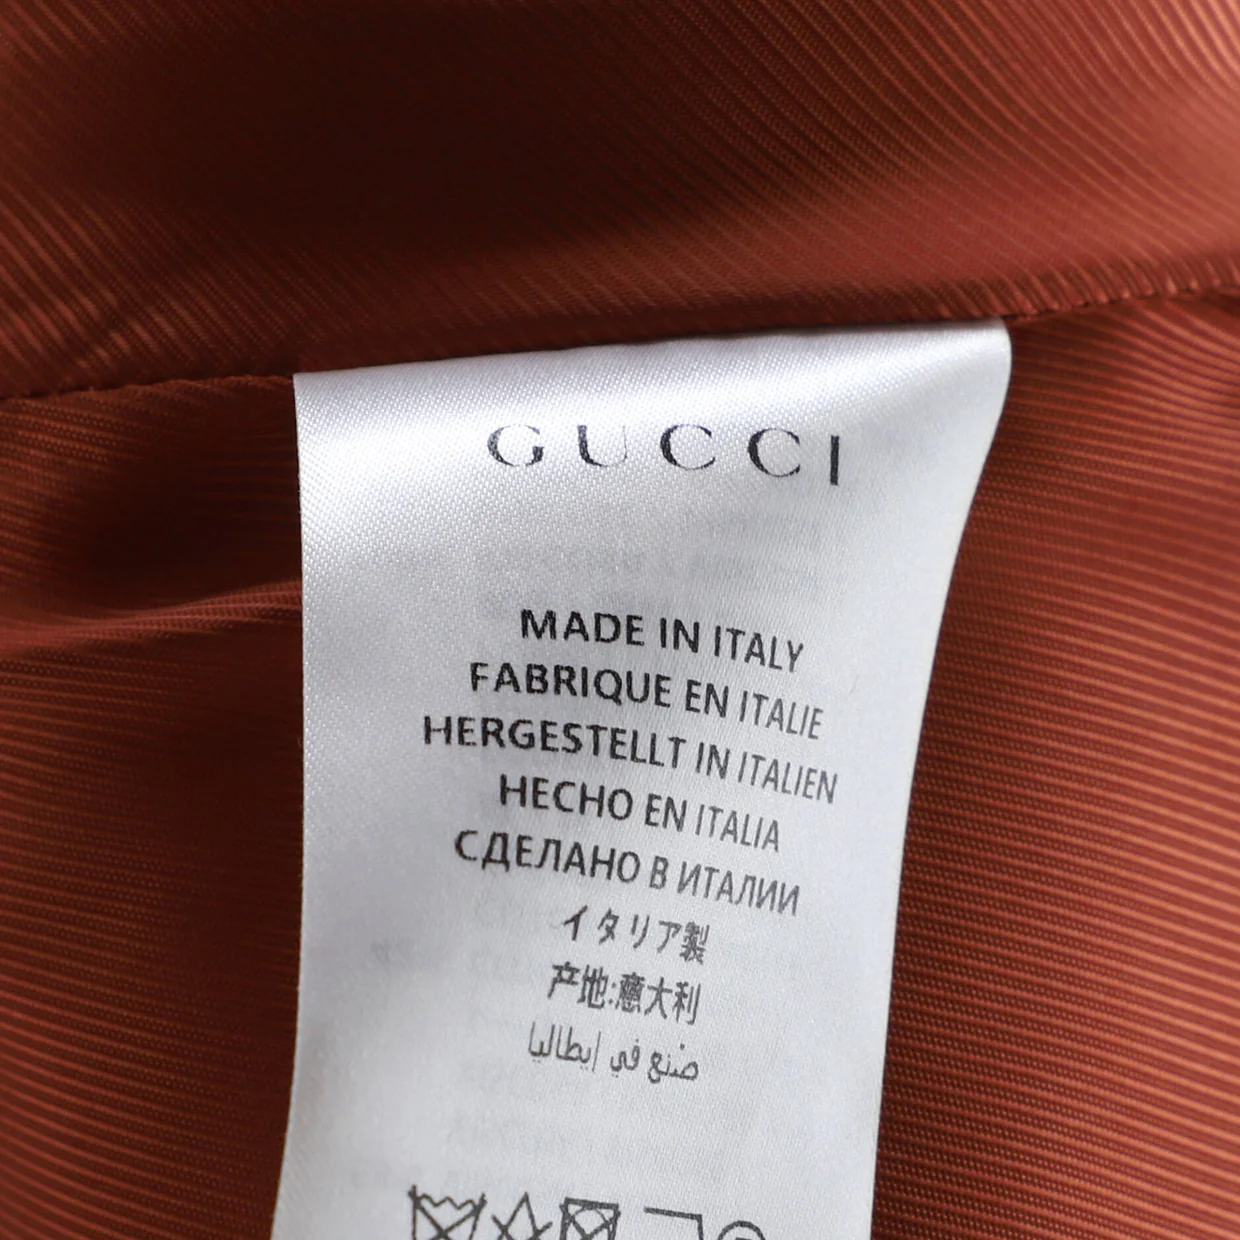 GUCCI
MADE IN ITALY
FABRIQUE EN ITALIE
HERGESTELLT IN ITALIEN
HECHO EN ITALIA
СДЕЛАНО В ИТАЛИИ
イタリア製
产地:意大利
صنع في إيطاليا